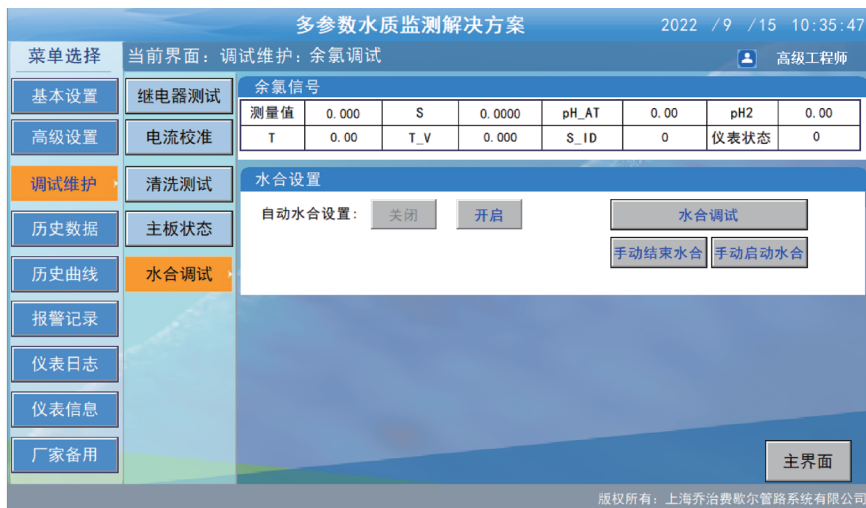 多参数水质监测解决方案 2022 /9 /15 10:35:47
菜单选择 当前界面：调试维护：余氯调试 高级工程师
基本设置 继电器测试 余氯信号
测量值 0.000 S 0.0000 pH_AT 0.00 pH2 0.00
高级设置 电流校准 T 0.00 T_V 0.000 S_ID 0 仪表状态 0
调试维护 清洗测试 水合设置
历史数据 主板状态 自动水合设置： 关闭 开启 水合调试
手动结束水合 手动启动水合
历史曲线 水合调试
报警记录
仪表日志
仪表信息
厂家备用 主界面
版权所有：上海乔治费歇尔管路系统有限公司